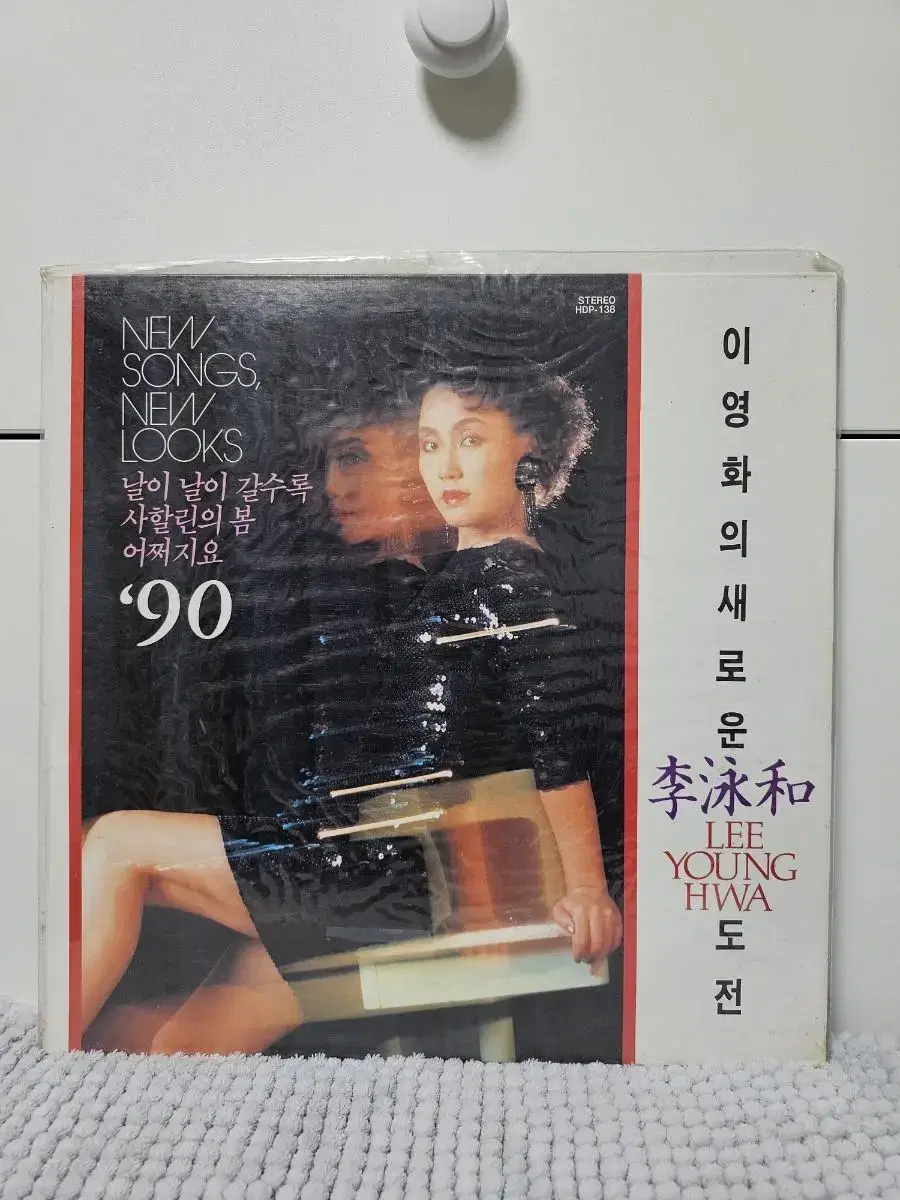 STEREO
HDP-138
NEW
SONGS,
NEW
LOOKS
날이 날이 갈수록
사할린의 봄
어쩌지요
‘90
이영화의새로운
李泳和
LEE
YOUNG
HWA
도전